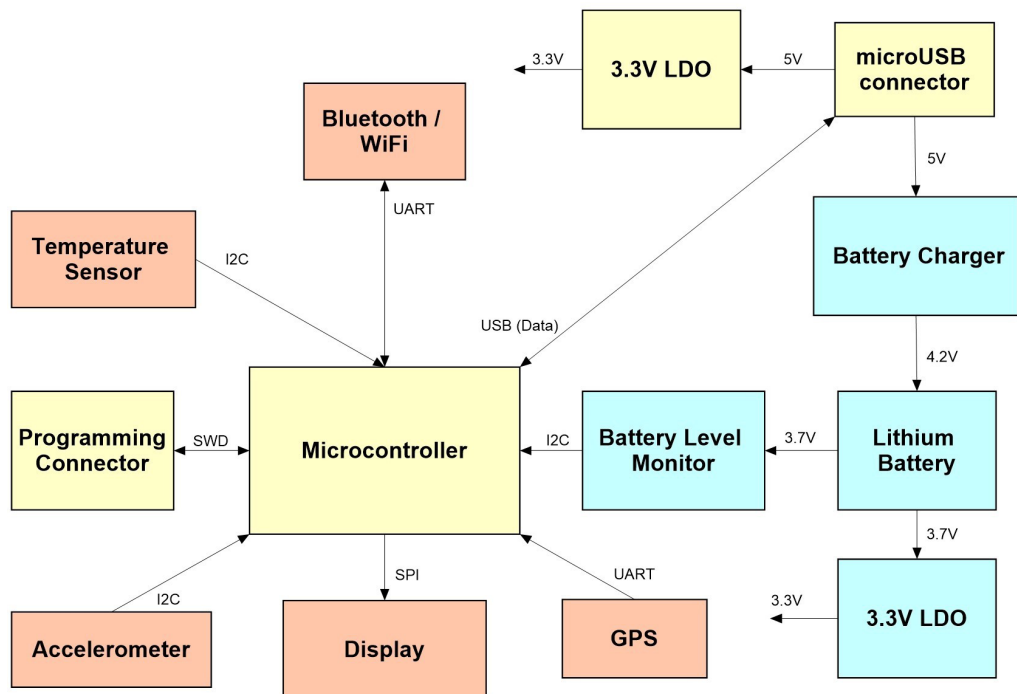 3.3V
3.3V LDO
5V
microUSB
connector
Bluetooth /
WiFi
5V
UART
Temperature
Sensor
I2C
Battery Charger
USB (Data)
4.2V
Programming
Connector
SWD
Microcontroller
I2C
Battery Level
Monitor
3.7V
Lithium
Battery
3.7V
SPI
UART
I2C
3.3V
3.3V LDO
Accelerometer
Display
GPS